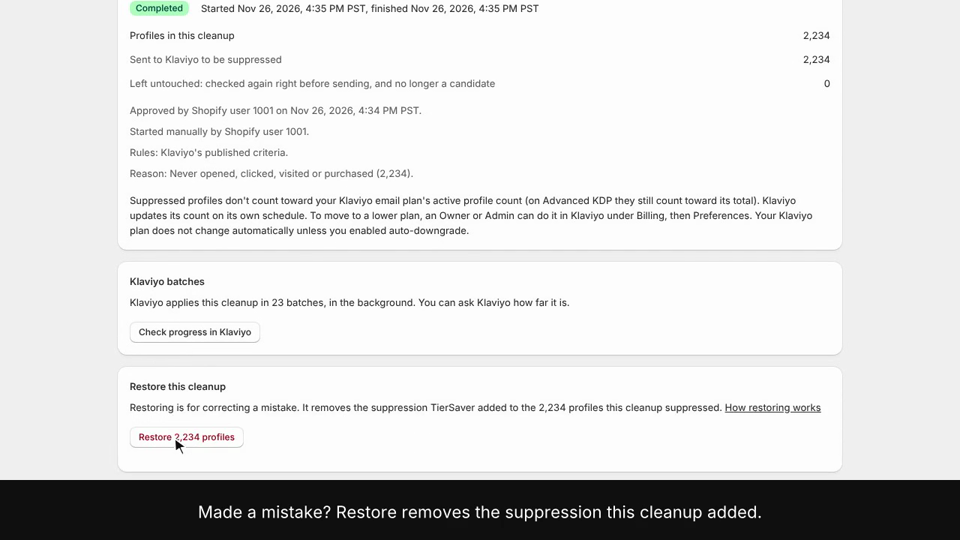 Completed Started Nov 26, 2026, 4:35 PM PST, finished Nov 26, 2026, 4:35 PM PST
Profiles in this cleanup 2,234
Sent to Klaviyo to be suppressed 2,234
Left untouched: checked again right before sending, and no longer a candidate 0
Approved by Shopify user 1001 on Nov 26, 2026, 4:34 PM PST.
Started manually by Shopify user 1001.
Rules: Klaviyo's published criteria.
Reason: Never opened, clicked, visited or purchased (2,234).
Suppressed profiles don't count toward your Klaviyo email plan's active profile count (on Advanced KDP they still count toward its total). Klaviyo
updates its count on its own schedule. To move to a lower plan, an Owner or Admin can do it in Klaviyo under Billing, then Preferences. Your Klaviyo
plan does not change automatically unless you enabled auto-downgrade.
Klaviyo batches
Klaviyo applies this cleanup in 23 batches, in the background. You can ask Klaviyo how far it is.
Check progress in Klaviyo
Restore this cleanup
Restoring is for correcting a mistake. It removes the suppression TierSaver added to the 2,234 profiles this cleanup suppressed. How restoring works
Restore 2,234 profiles
Made a mistake? Restore removes the suppression this cleanup added.